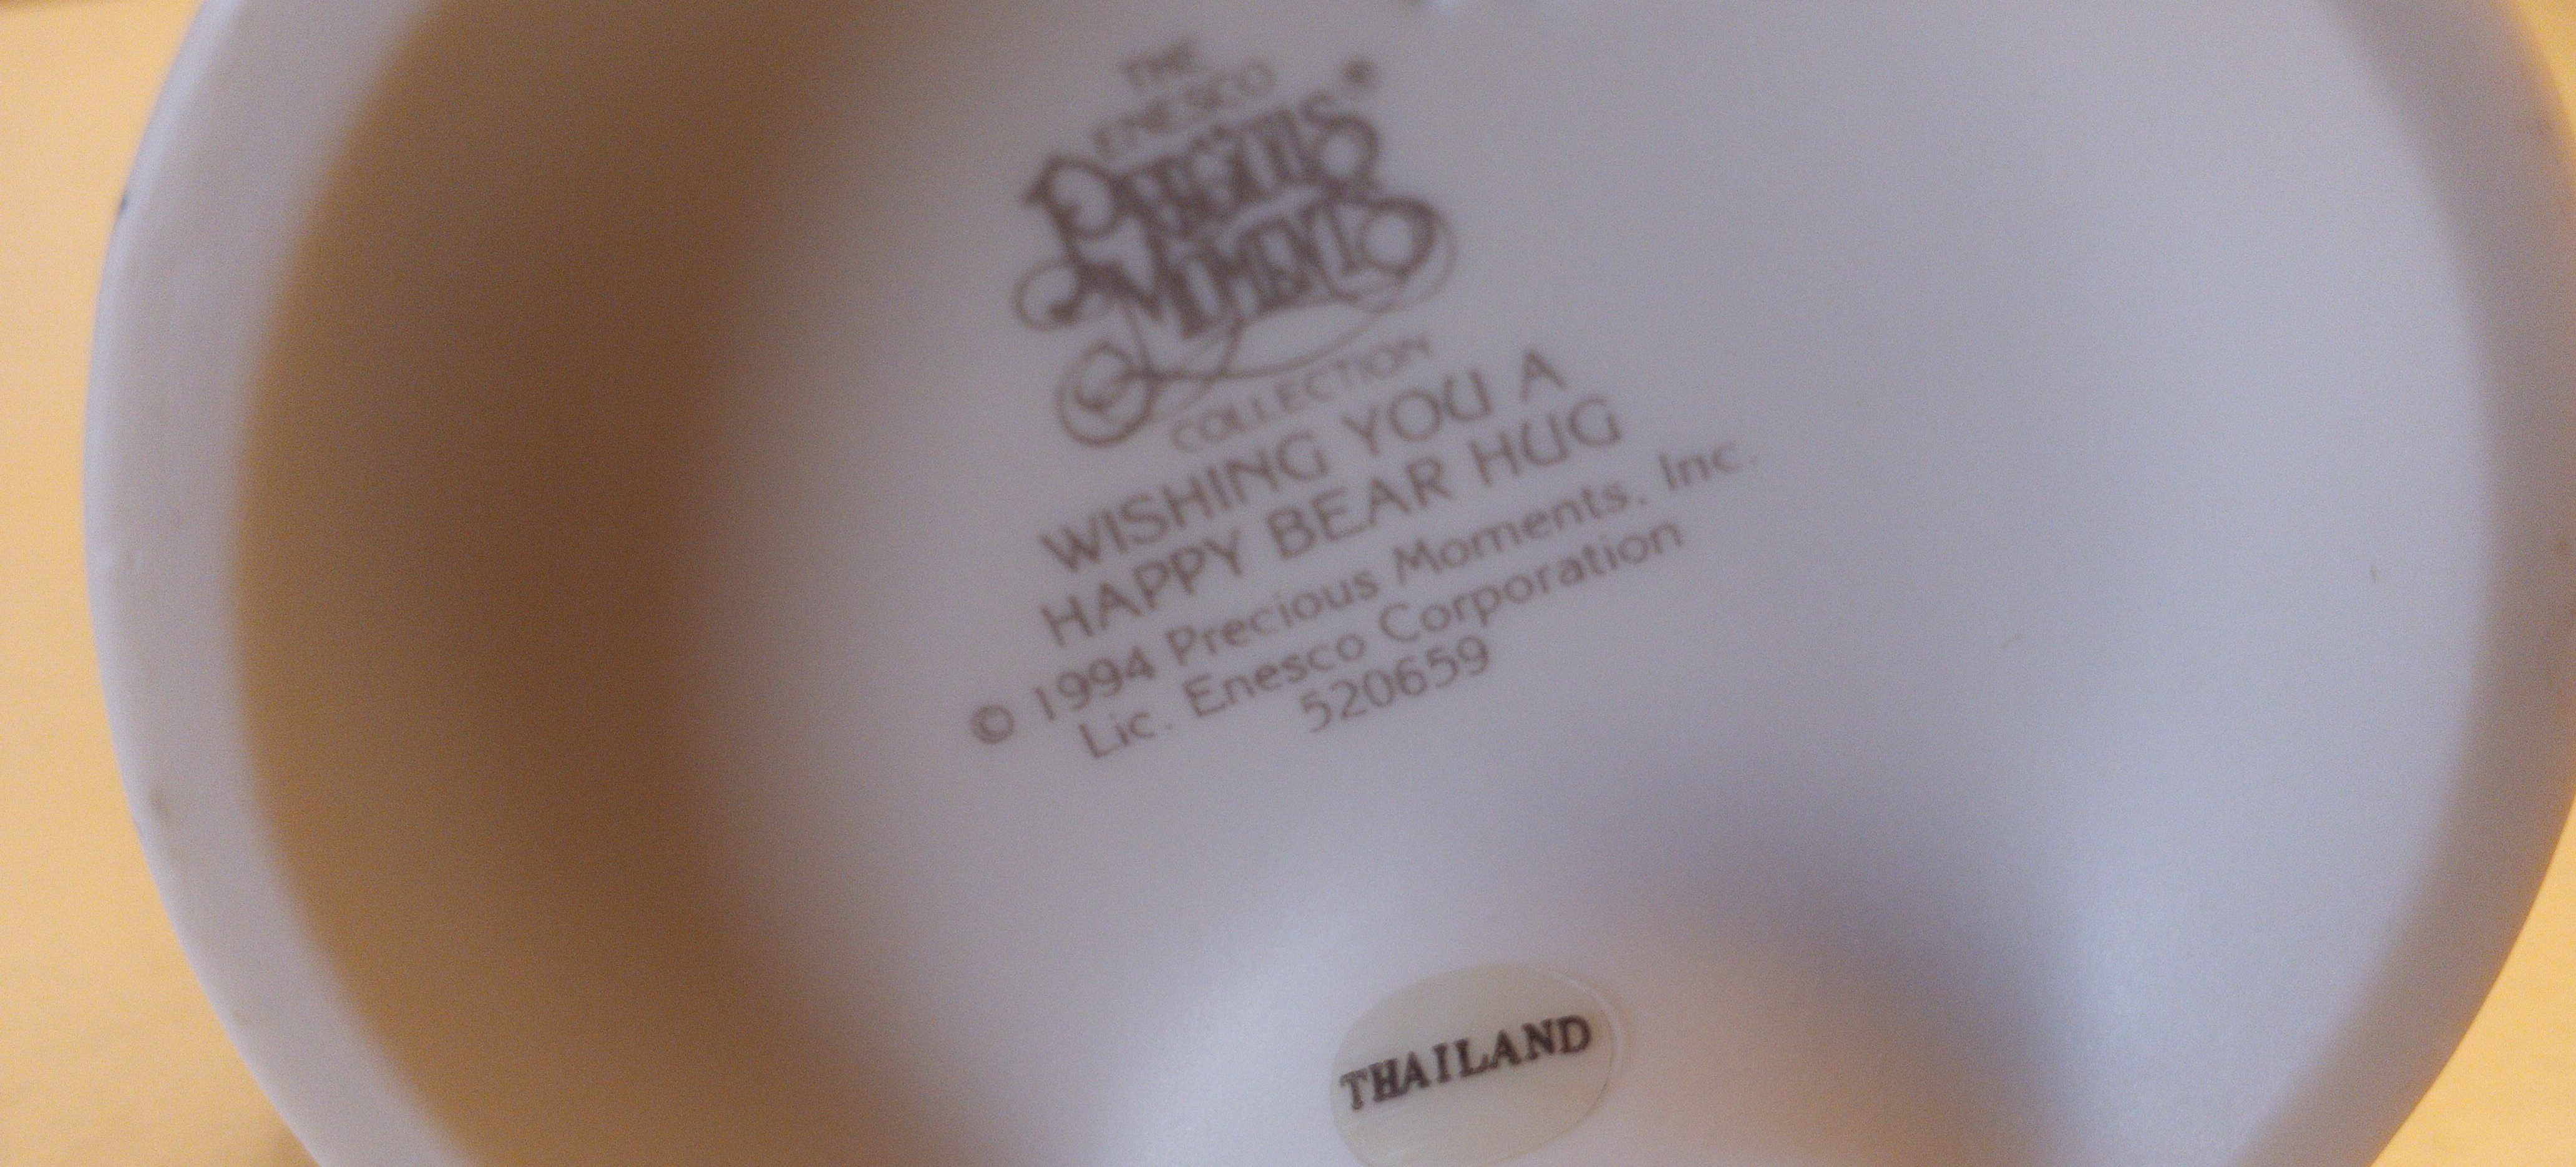 THE
ENESCO
PRECIOUS
MOMENTS
®
COLLECTION
WISHING YOU A
HAPPY BEAR HUG
© 1994 Precious Moments, Inc.
Lic. Enesco Corporation
520659
THAILAND